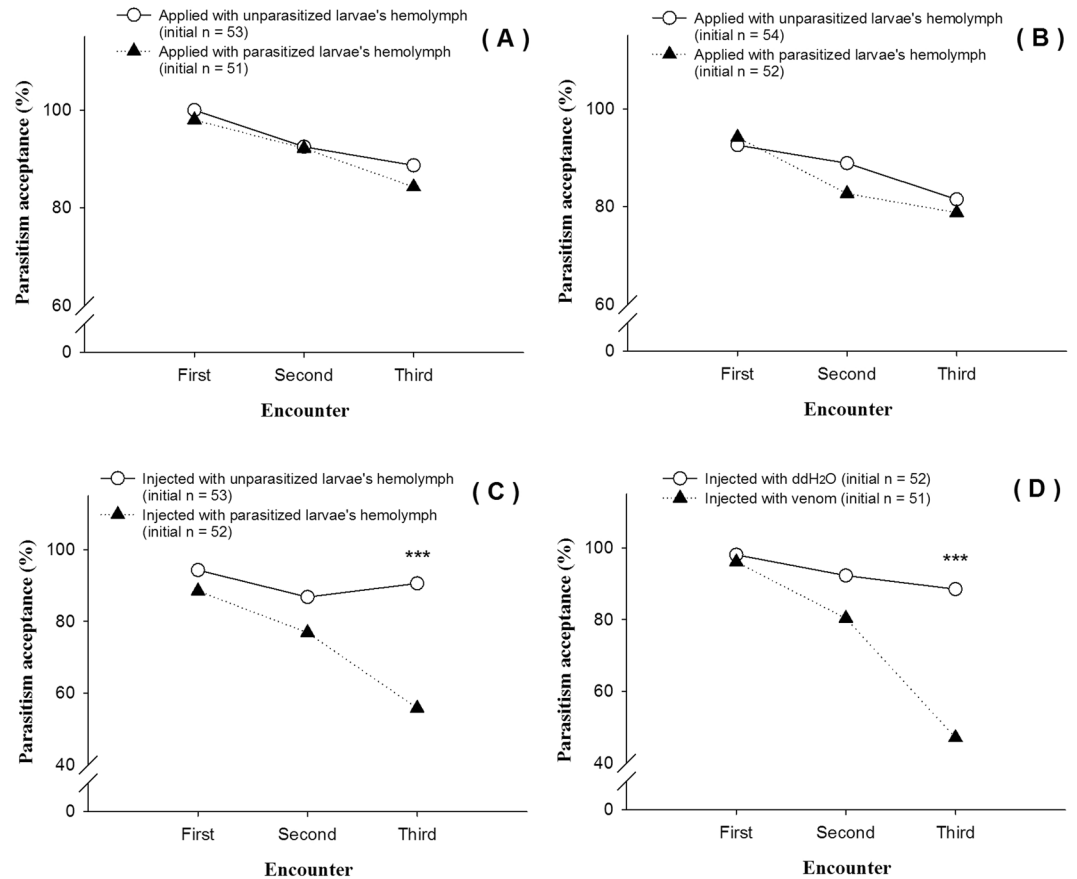 Applied with unparasitized larvae's hemolymph
(initial n = 53)
Applied with parasitized larvae's hemolymph
(initial n = 51)
( A )
Parasitism acceptance (%)
100
80
60
0
First Second Third
Encounter
Applied with unparasitized larvae's hemolymph
(initial n = 54)
Applied with parasitized larvae's hemolymph
(initial n = 52)
( B )
Parasitism acceptance (%)
100
80
60
0
First Second Third
Encounter
Injected with unparasitized larvae's hemolymph
(initial n = 53)
Injected with parasitized larvae's hemolymph
(initial n = 52)
( C )
Parasitism acceptance (%)
100
80
60
40
0
***
First Second Third
Encounter
Injected with ddH2O (initial n = 52)
Injected with venom (initial n = 51)
( D )
Parasitism acceptance (%)
100
80
60
40
0
***
First Second Third
Encounter